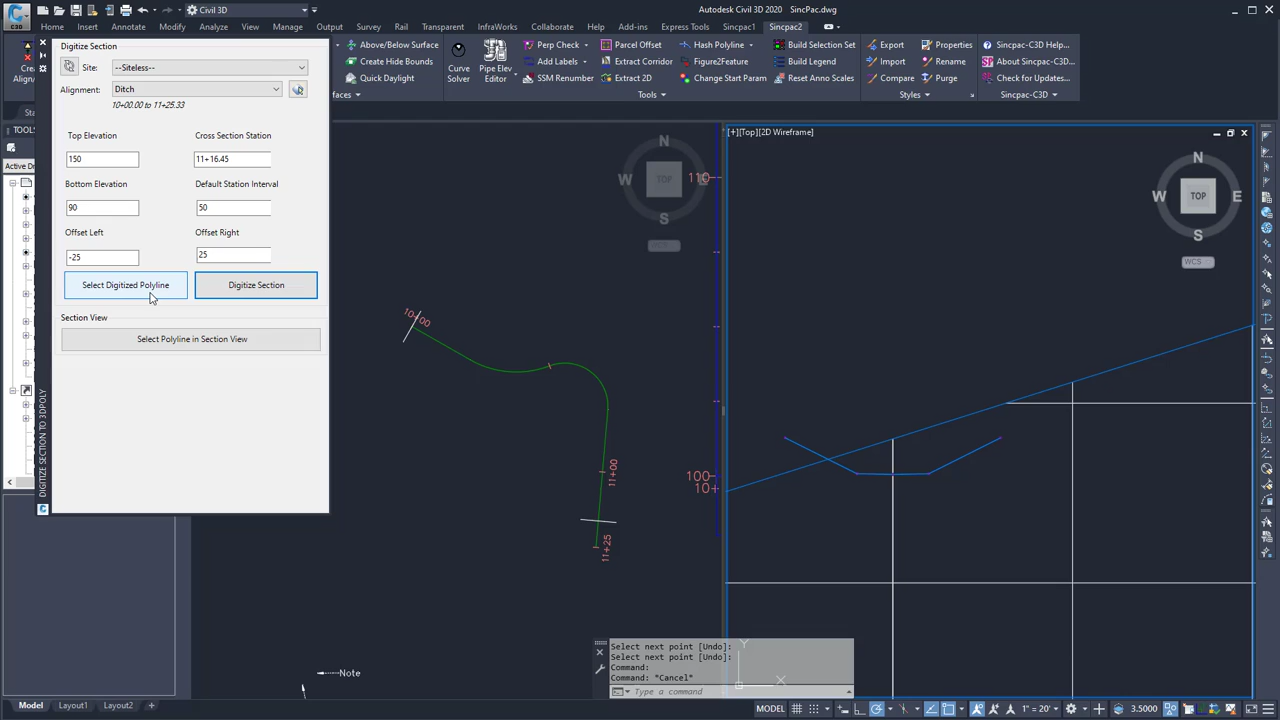 Civil 3D
Autodesk Civil 3D 2020 SincPac.dwg
C3D
Home Insert Annotate Modify Analyze View Manage Output Survey Rail Transparent InfraWorks Collaborate Help Add-ins Express Tools Sincpac1 Sincpac2
Above/Below Surface
Create Hide Bounds
Quick Daylight
Curve
Solver
Pipe Elev
Editor
Perp Check
Add Labels
SSM Renumber
Parcel Offset
Extract Corridor
Extract 2D
Hash Polyline
Figure2Feature
Change Start Param
Build Selection Set
Build Legend
Export
Import
Compare
Properties
Rename
Purge
Sincpac-C3D Help...
About Sincpac-C3D...
Check for Updates...
Tools
Styles
Sincpac-C3D
Digitize Section
Site: --Siteless--
Alignment: Ditch
10+00.00 to 11+25.33
Top Elevation Cross Section Station
150 11+16.45
Bottom Elevation Default Station Interval
90 50
Offset Left Offset Right
-25 25
Select Digitized Polyline Digitize Section
Section View
Select Polyline in Section View
DIGITIZE SECTION TO 3DPOLY
TOOLS
Active Dr
N
W TOP
S
10+00
11+00
11+25
Note
110
100
10+
[+][Top][2D Wireframe]
N
W TOP E
S
WCS
Select next point [Undo]:
Select next point [Undo]:
Command:
Command: *Cancel*
Type a command
Y
Model Layout1 Layout2 +
MODEL 1" = 20' 3.5000